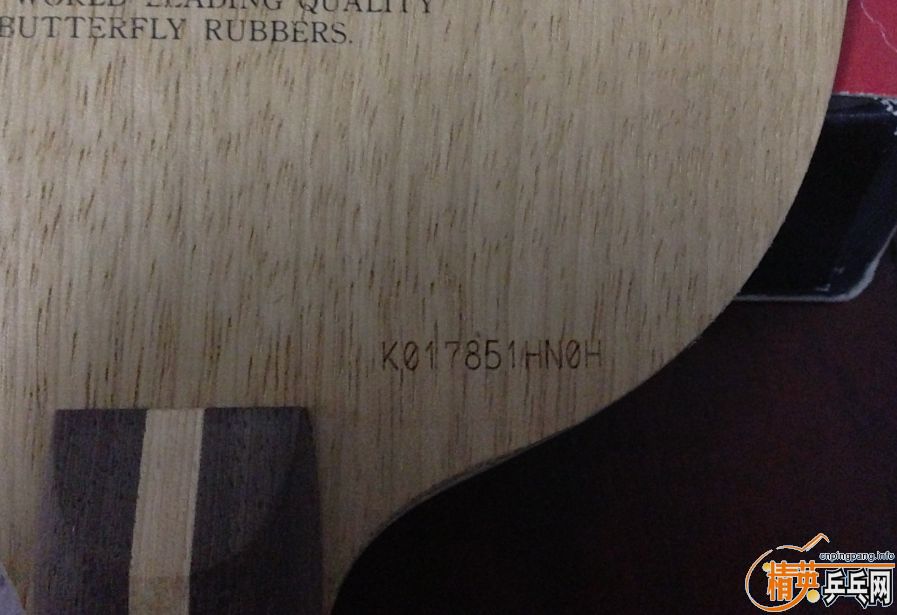 WORLD LEADING QUALITY
BUTTERFLY RUBBERS.
K017851HN0H
cnpingpang.info
精英乒乓网